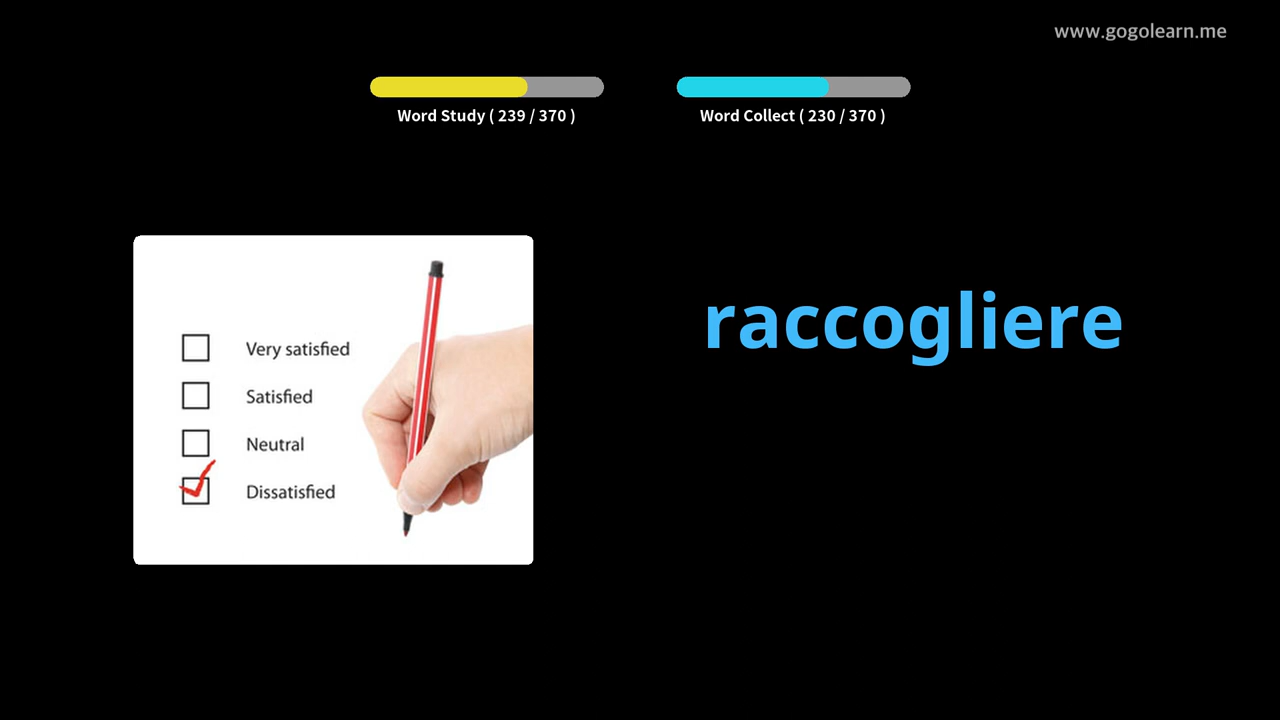 www.gogolearn.me
Word Study ( 239 / 370 )
Word Collect ( 230 / 370 )
raccogliere
Very satisfied
Satisfied
Neutral
Dissatisfied